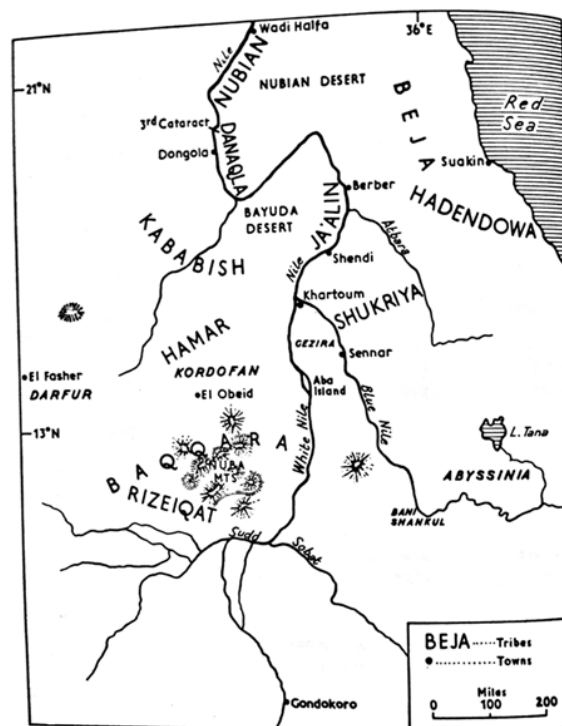 Wadi Halfa
36°E
21°N
Nile
NUBIAN
NUBIAN DESERT
BEJA
Red
Sea
3rd Cataract
DANAQLA
Dongola
Suakin
Berber
HADENDOWA
BAYUDA
DESERT
JA'ALIN
KABABISH
Atbara
Nile
Shendi
Khartoum
SHUKRIYA
HAMAR
GEZIRA
Sennar
KORDOFAN
El Fasher
DARFUR
El Obeid
Aba
Island
Blue Nile
White Nile
13°N
L. Tana
BAQQARA
NUBA
MTS
ABYSSINIA
RIZEIQAT
BANI
SHANKUL
Sudd
Sobat
BEJA ...... Tribes
● ............ Towns
Miles
0 100 200
Gondokoro